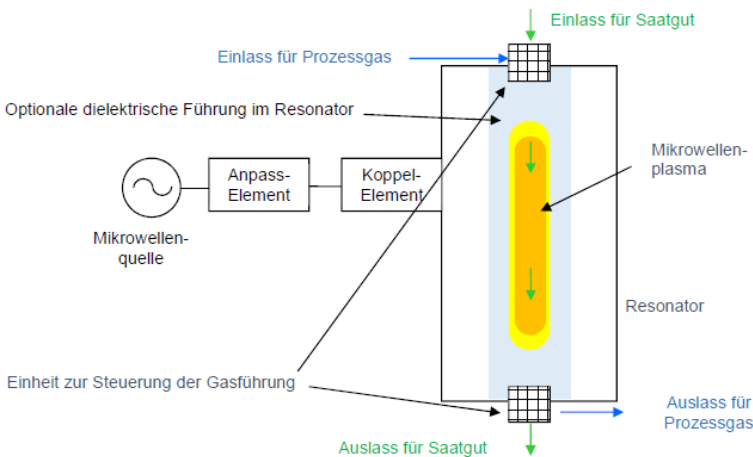 Einlass für Saatgut
Einlass für Prozessgas
Optionale dielektrische Führung im Resonator
Mikrowellen-
plasma
Anpass-
Element
Koppel-
Element
Mikrowellen-
quelle
Resonator
Einheit zur Steuerung der Gasführung
Auslass für
Prozessgas
Auslass für Saatgut